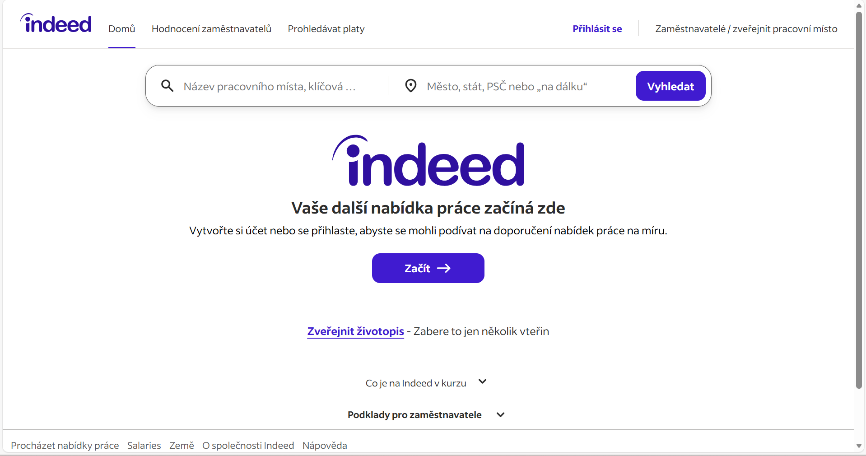 indeed Domů Hodnocení zaměstnavatelů Prohledávat platy Přihlásit se Zaměstnavatelé / zveřejnit pracovní místo
Název pracovního místa, klíčová ... Město, stát, PSČ nebo „na dálku“ Vyhledat
indeed
Vaše další nabídka práce začíná zde
Vytvořte si účet nebo se přihlaste, abyste se mohli podívat na doporučení nabídek práce na míru.
Začít →
Zveřejnit životopis - Zabere to jen několik vteřin
Co je na Indeed v kurzu
Podklady pro zaměstnavatele
Procházet nabídky práce Salaries Země O společnosti Indeed Nápověda